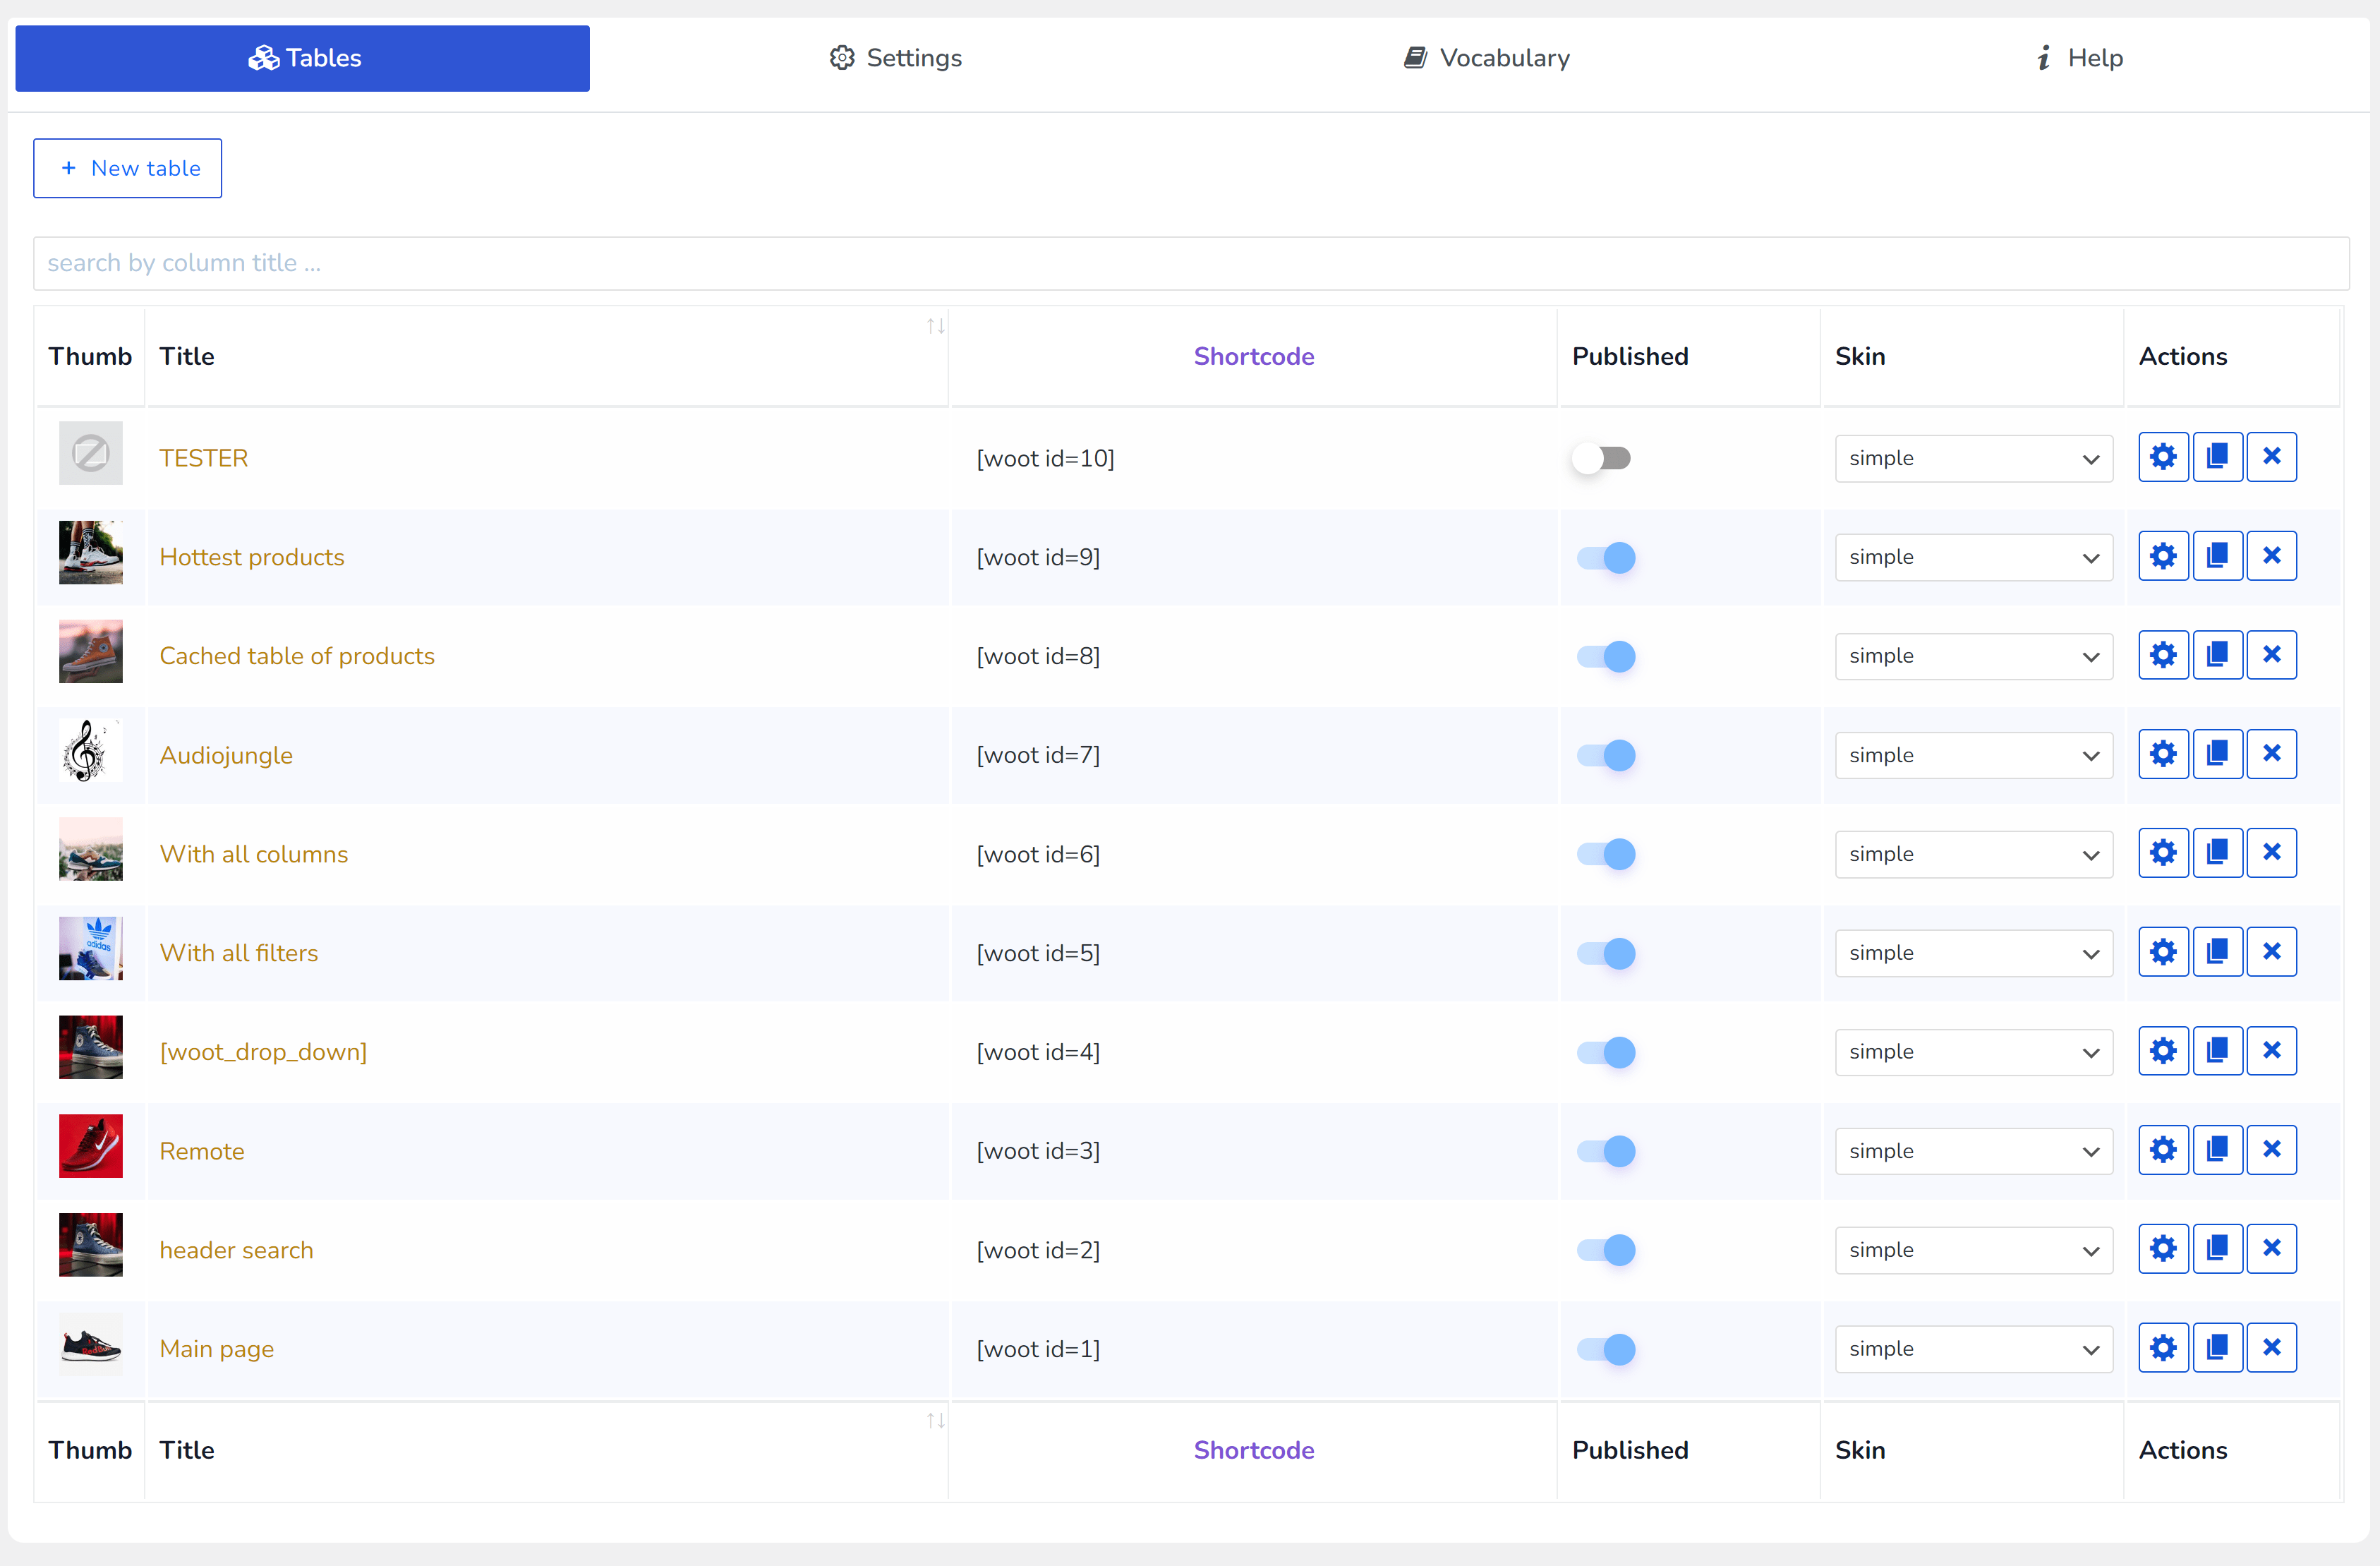 Tables
Settings
Vocabulary
Help
+ New table
search by column title ...
Thumb Title Shortcode Published Skin Actions
TESTER [woot id=10] simple
Hottest products [woot id=9] simple
Cached table of products [woot id=8] simple
Audiojungle [woot id=7] simple
With all columns [woot id=6] simple
adidas
With all filters [woot id=5] simple
[woot_drop_down] [woot id=4] simple
Remote [woot id=3] simple
header search [woot id=2] simple
Main page [woot id=1] simple
Thumb Title Shortcode Published Skin Actions